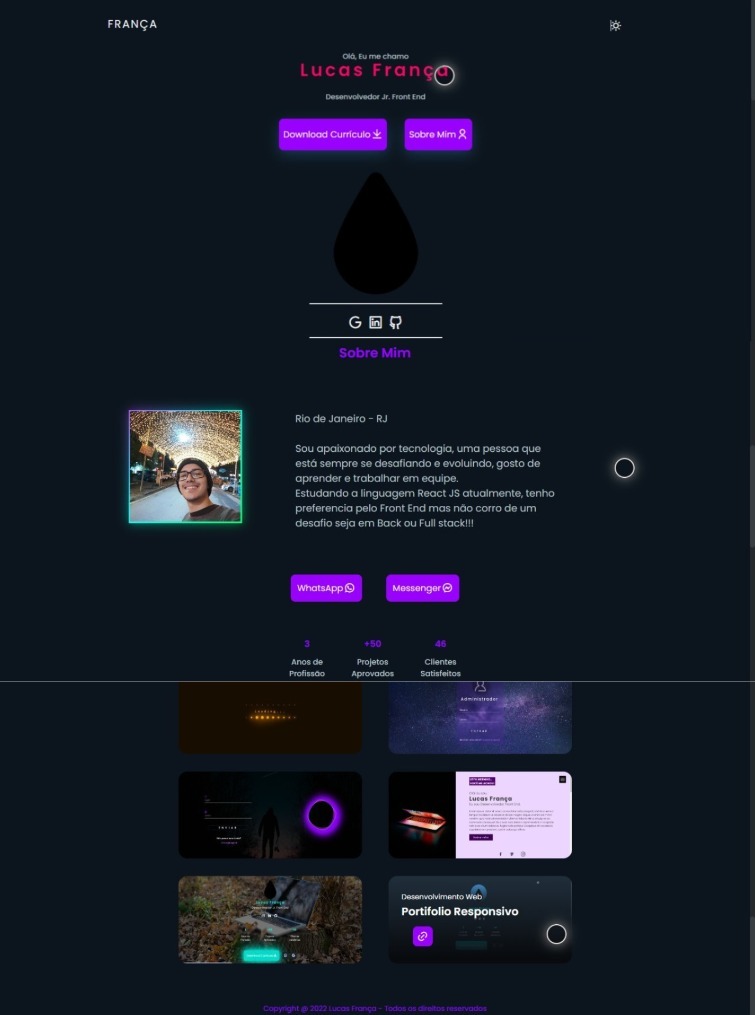 FRANÇA
Olá, Eu me chamo
Lucas França
Desenvolvedor Jr. Front End
Download Currículo
Sobre Mim
Sobre Mim
Rio de Janeiro - RJ
Sou apaixonado por tecnologia, uma pessoa que
está sempre se desafiando e evoluindo, gosto de
aprender e trabalhar em equipe.
Estudando a linguagem React JS atualmente, tenho
preferencia pelo Front End mas não corro de um
desafio seja em Back ou Full stack!!!
WhatsApp
Messenger
3
+50
46
Anos de
Profissão
Projetos
Aprovados
Clientes
Satisfeitos
Administrador
ENVIAR
Lucas França
Desenvolvimento Web
Portifolio Responsivo
Copyright @ 2022 Lucas França - Todos os direitos reservados